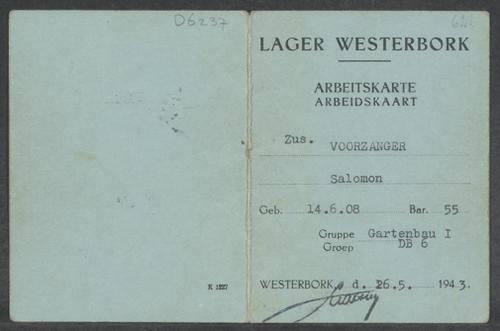 D6237
LAGER WESTERBORK
ARBEITSKARTE
ARBEIDSKAART
Zus. VOORZANGER
Salomon
Geb. 14.6.08 Bar. 55
Gruppe Gartenbau I
Groep DB 6
WESTERBORK, d. 26.5. 1943.
K 1227